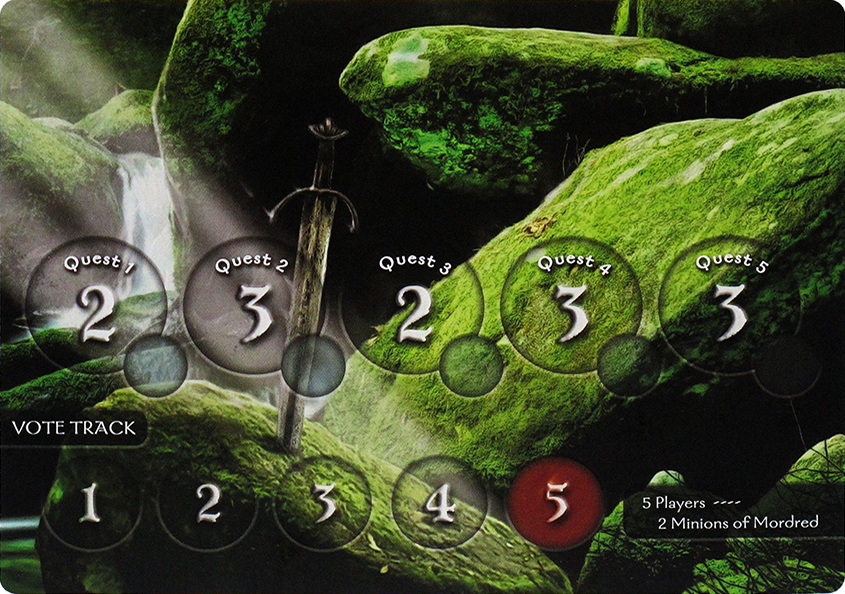 Quest 1
Quest 2
Quest 3
Quest 4
Quest 5
2
3
2
3
3
VOTE TRACK
1
2
3
4
5
5 Players ----
2 Minions of Mordred